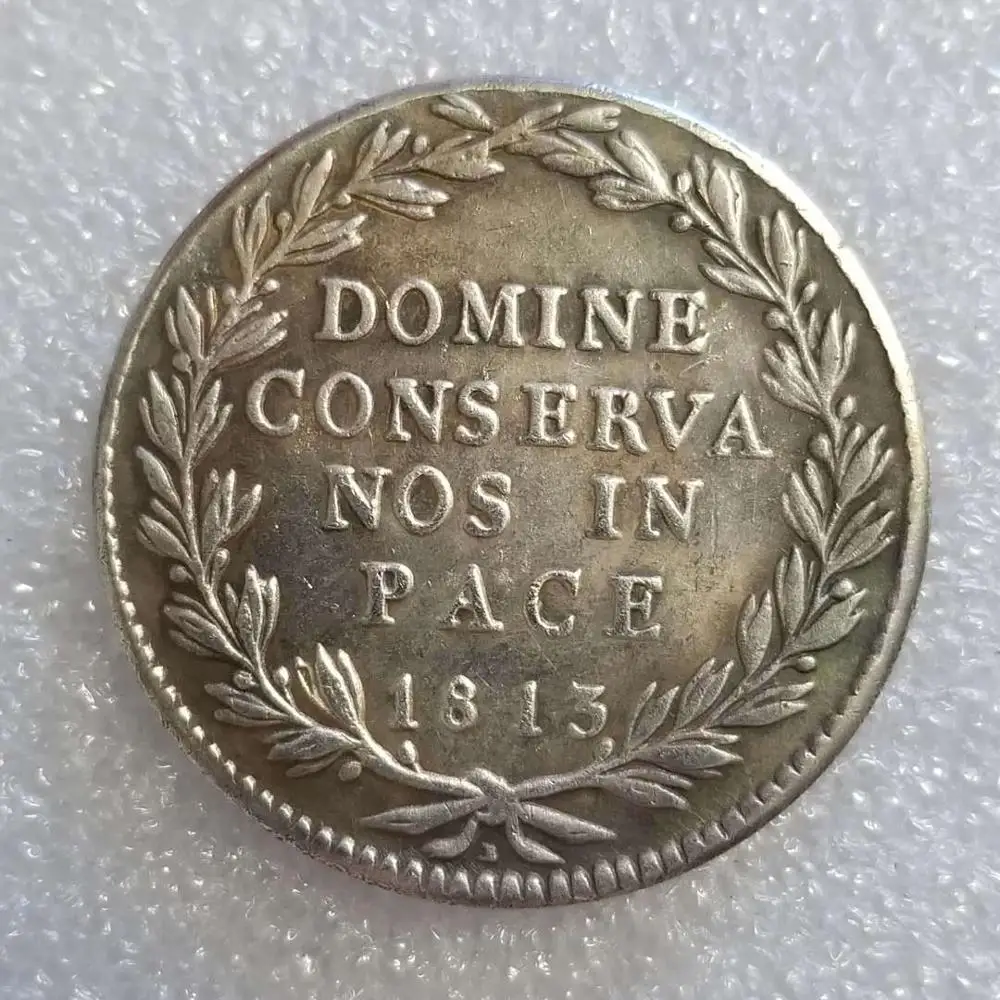 DOMINE
CONSERVA
NOS IN
PACE
1813